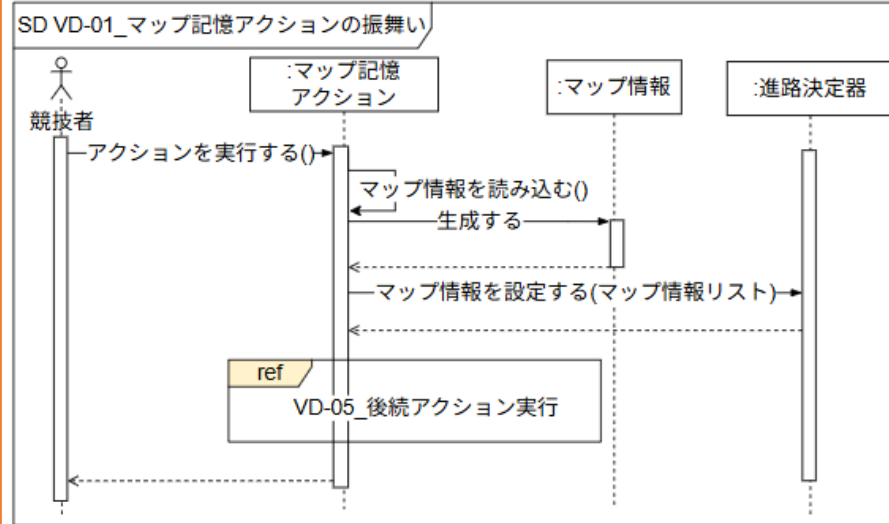 SD VD-01_マップ記憶アクションの振舞い
:マップ記憶
アクション
:マップ情報
:進路決定器
競技者
アクションを実行する()
マップ情報を読み込む()
生成する
マップ情報を設定する(マップ情報リスト)
ref
VD-05_後続アクション実行